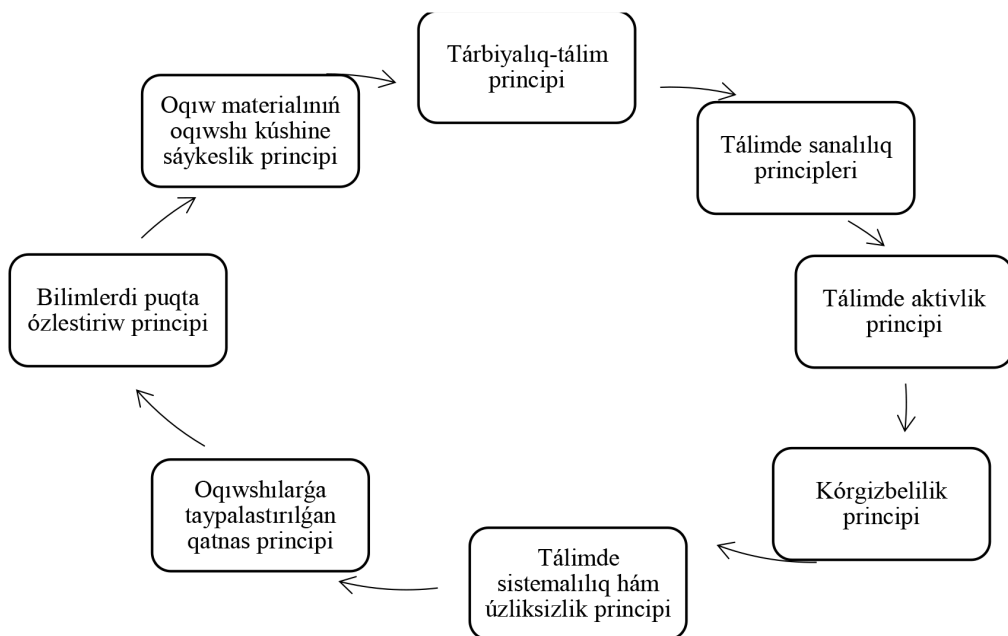 Tárbiyalıq-tálim
principi
Tálimde sanalılıq
principleri
Tálimde aktivlik
principi
Kórgizbelilik
principi
Tálimde
sistemalılıq hám
úzliksizlik principi
Oqıwshılarǵa
taypalastırılǵan
qatnas principi
Bilimlerdi puqta
ózlestiriw principi
Oqıw materialınıń
oqıwshı kúshine
sáykeslik principi